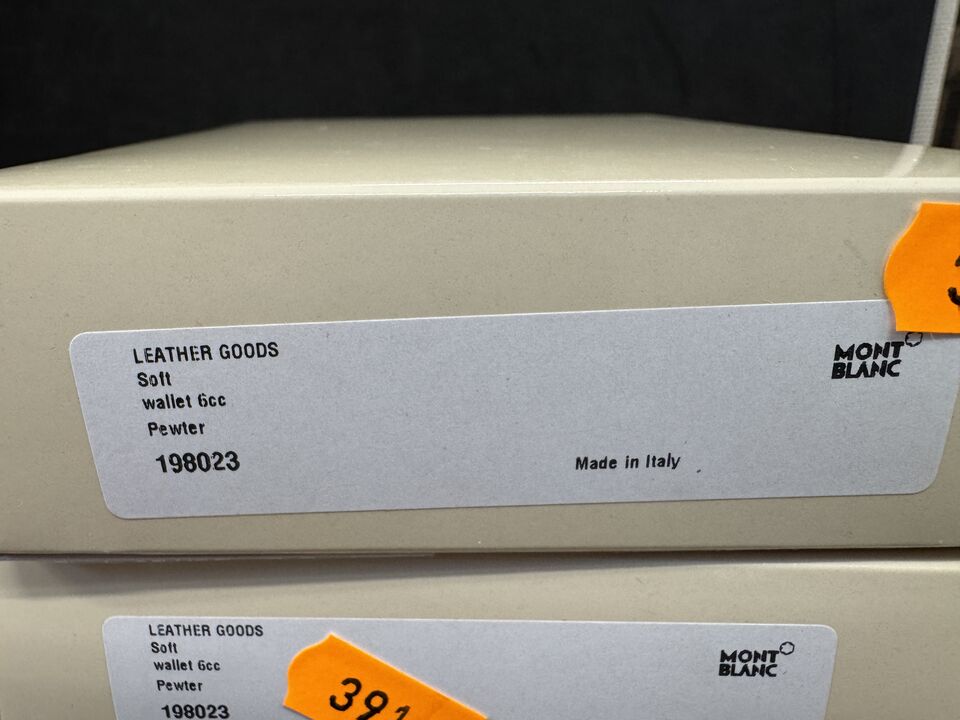 LEATHER GOODS
Soft
wallet 6cc
Pewter
198023
Made in Italy
MONT
BLANC
LEATHER GOODS
Soft
wallet 6cc
Pewter
198023
391
MONT
BLANC